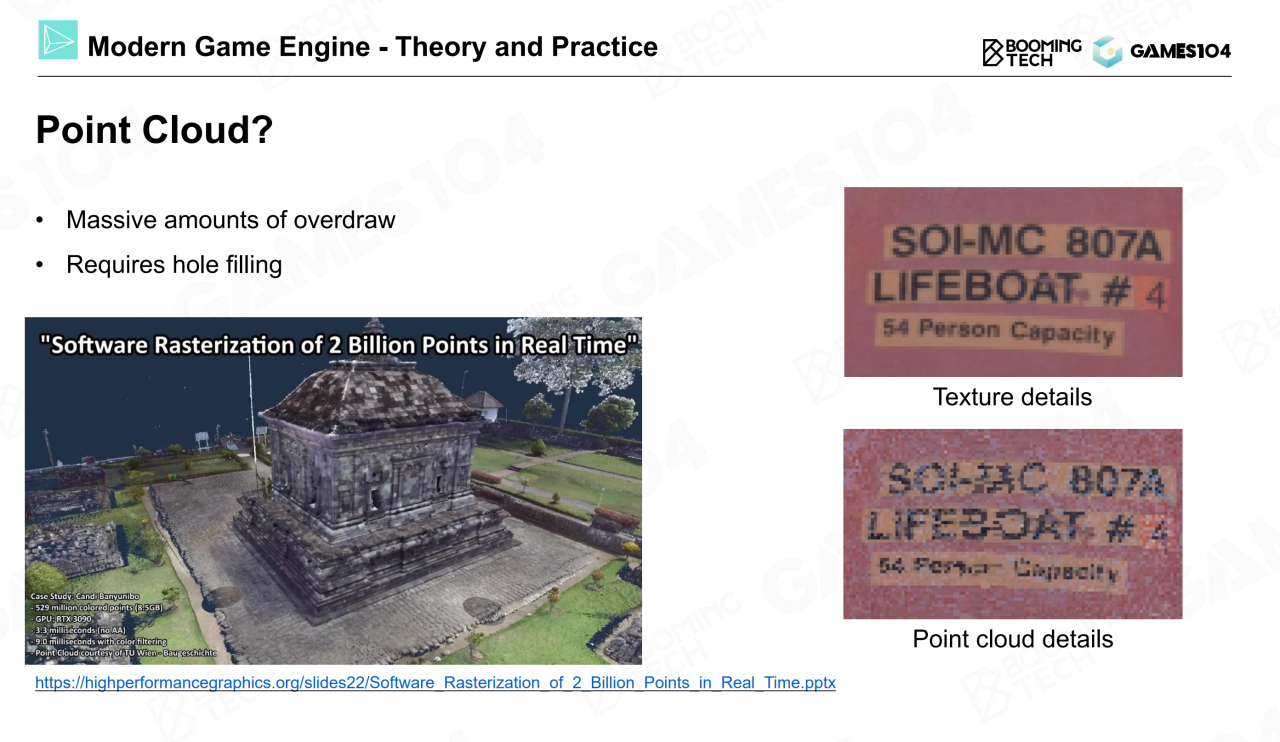 Modern Game Engine - Theory and Practice
BOOMING
TECH
GAMES104
Point Cloud?
• Massive amounts of overdraw
• Requires hole filling
"Software Rasterization of 2 Billion Points in Real Time"
Case Study: Candi Banyunibo
- 529 million colored points (8.5GB)
- GPU: RTX 3090
- 3.3 milliseconds (no AA)
- 9.0 milliseconds with color filtering
- Point Cloud courtesy of TU Wien - Baugeschichte
https://highperformancegraphics.org/slides22/Software_Rasterization_of_2_Billion_Points_in_Real_Time.pptx
SOI-MC 807A
LIFEBOAT # 4
54 Person Capacity
Texture details
SOI-MC 807A
LIFEBOAT # 4
54 Person Capacity
Point cloud details